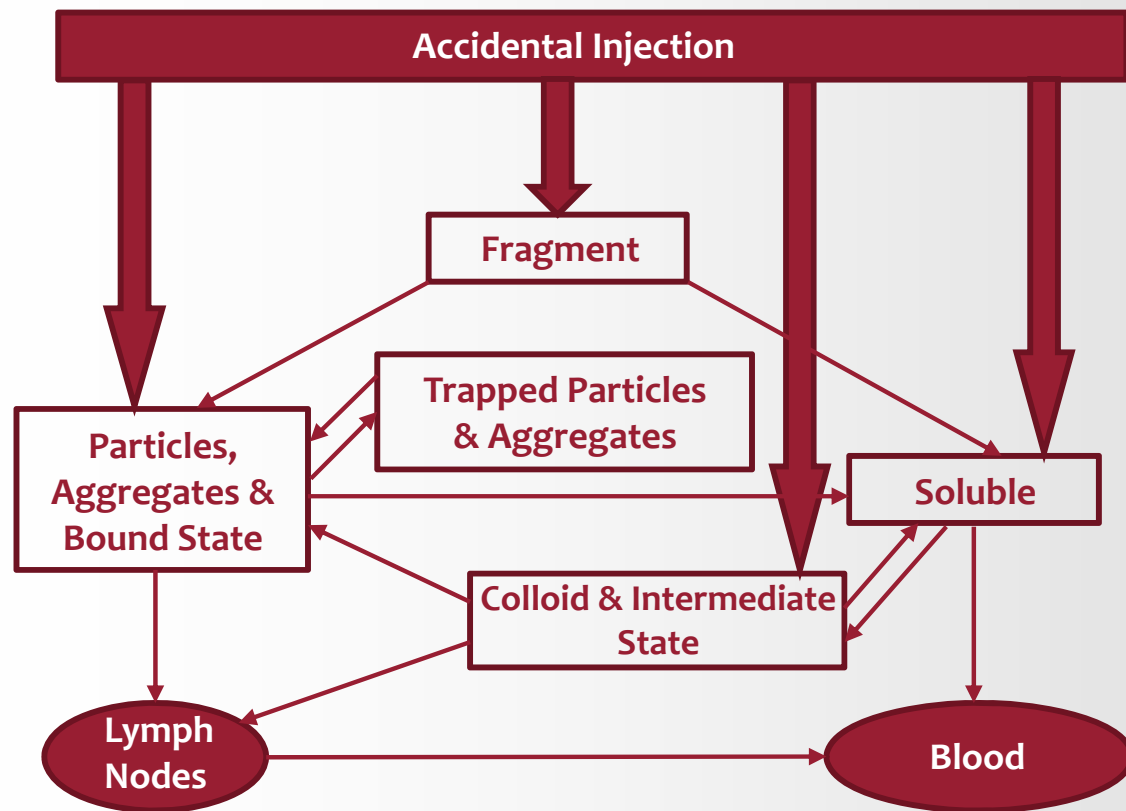 Accidental Injection
Fragment
Trapped Particles
& Aggregates
Particles,
Aggregates &
Bound State
Soluble
Colloid & Intermediate
State
Lymph
Nodes
Blood